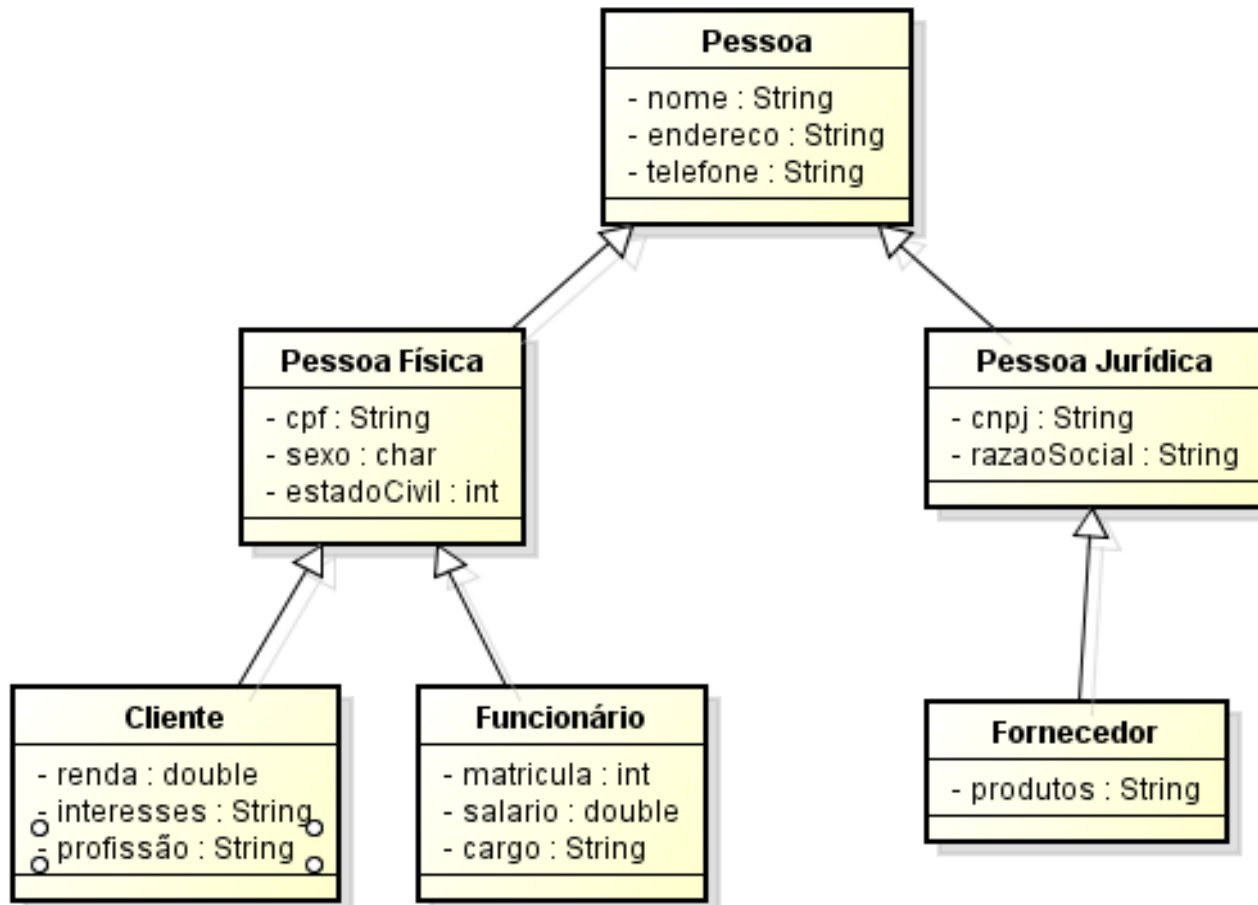 Pessoa
- nome : String
- endereco : String
- telefone : String
Pessoa Física
- cpf : String
- sexo : char
- estadoCivil : int
Pessoa Jurídica
- cnpj : String
- razaoSocial : String
Cliente
- renda : double
- interesses : String
- profissão : String
Funcionário
- matricula : int
- salario : double
- cargo : String
Fornecedor
- produtos : String